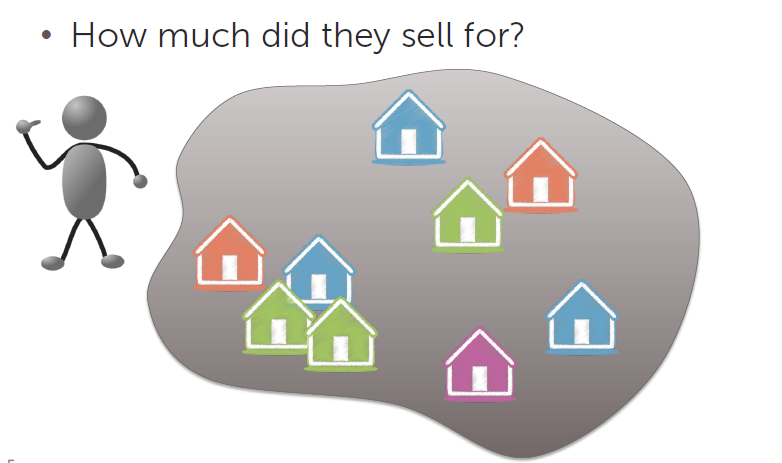 • How much did they sell for?